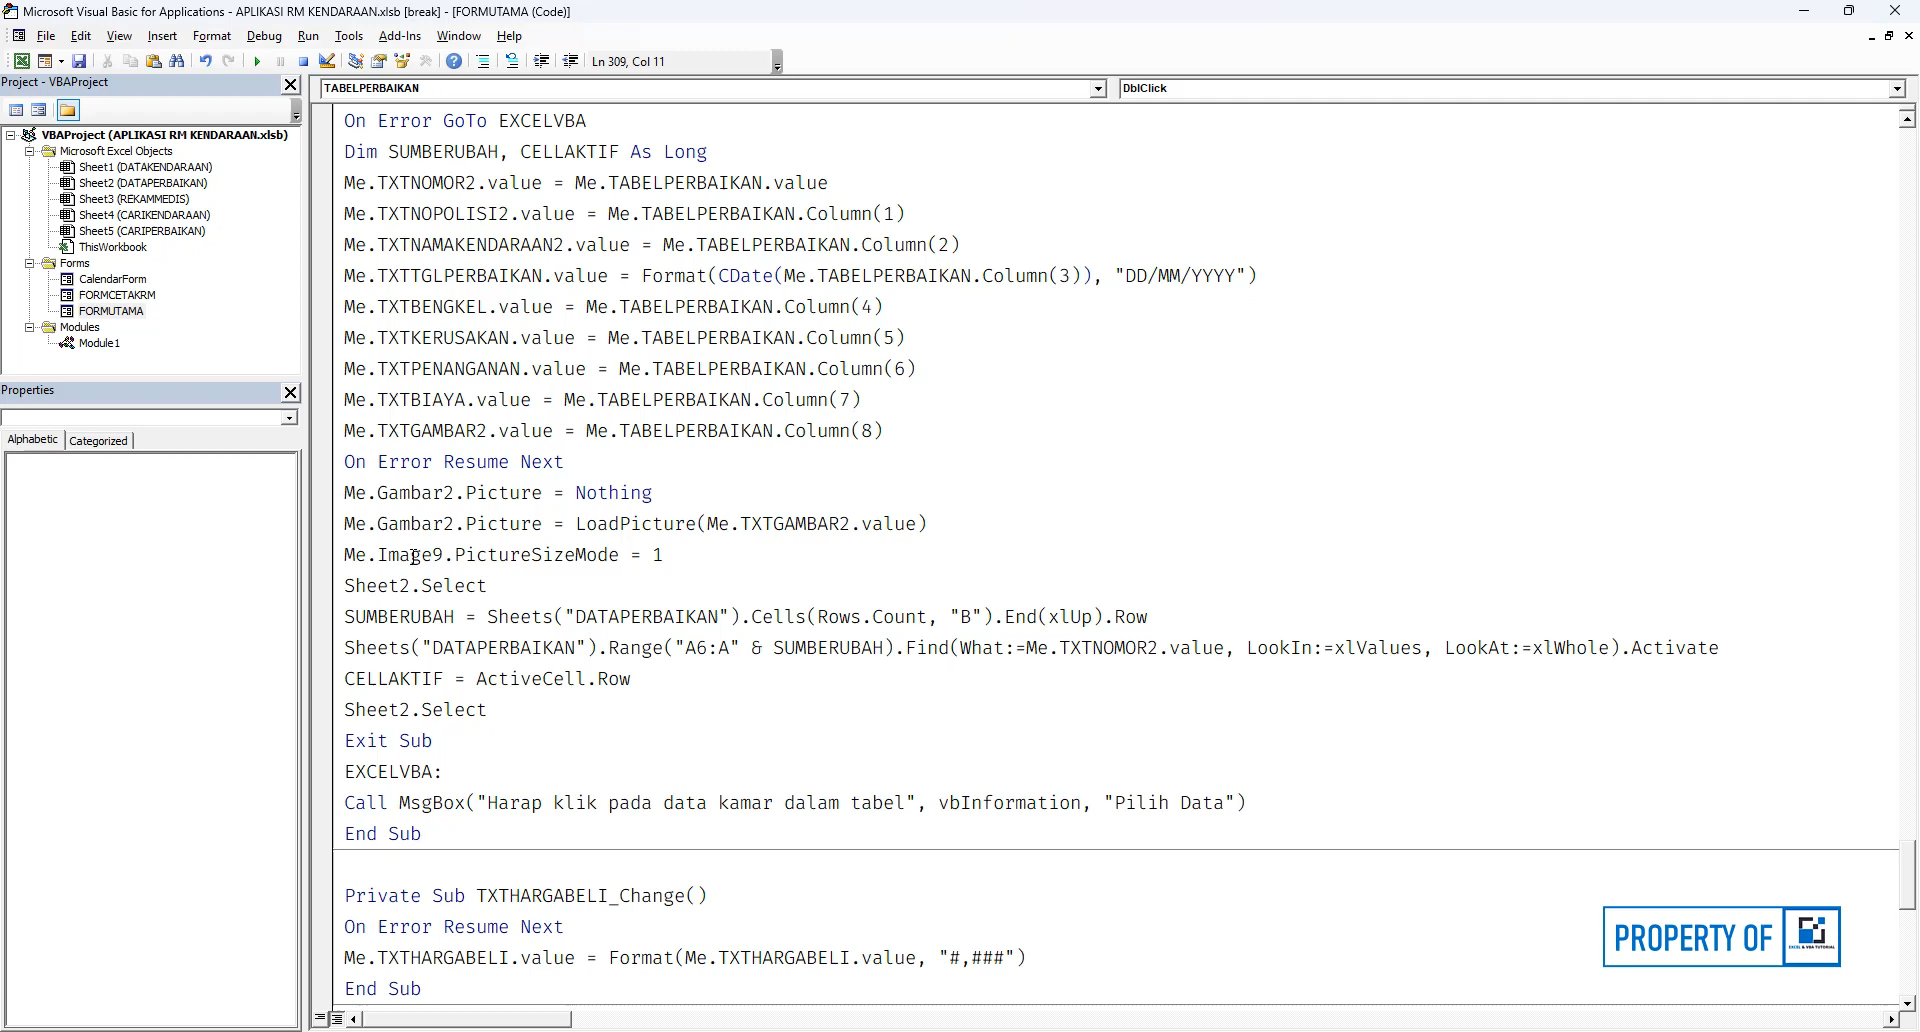 Microsoft Visual Basic for Applications - APLIKASI RM KENDARAAN.xlsb [break] - [FORMUTAMA (Code)]
File Edit View Insert Format Debug Run Tools Add-Ins Window Help
Ln 309, Col 11
Project - VBAProject
VBAProject (APLIKASI RM KENDARAAN.xlsb)
Microsoft Excel Objects
Sheet1 (DATAKENDARAAN)
Sheet2 (DATAPERBAIKAN)
Sheet3 (REKAMMEDIS)
Sheet4 (CARIKENDARAAN)
Sheet5 (CARIPERBAIKAN)
ThisWorkbook
Forms
CalendarForm
FORMCETAKRM
FORMUTAMA
Modules
Module1
Properties
Alphabetic Categorized
TABELPERBAIKAN DblClick
On Error GoTo EXCELVBA
Dim SUMBERUBAH, CELLAKTIF As Long
Me.TXTNOMOR2.value = Me.TABELPERBAIKAN.value
Me.TXTNOPOLISI2.value = Me.TABELPERBAIKAN.Column(1)
Me.TXTNAMAKENDARAAN2.value = Me.TABELPERBAIKAN.Column(2)
Me.TXTTGLPERBAIKAN.value = Format(CDate(Me.TABELPERBAIKAN.Column(3)), "DD/MM/YYYY")
Me.TXTBENGKEL.value = Me.TABELPERBAIKAN.Column(4)
Me.TXTKERUSAKAN.value = Me.TABELPERBAIKAN.Column(5)
Me.TXTPENANGANAN.value = Me.TABELPERBAIKAN.Column(6)
Me.TXTBIAYA.value = Me.TABELPERBAIKAN.Column(7)
Me.TXTGAMBAR2.value = Me.TABELPERBAIKAN.Column(8)
On Error Resume Next
Me.Gambar2.Picture = Nothing
Me.Gambar2.Picture = LoadPicture(Me.TXTGAMBAR2.value)
Me.Image9.PictureSizeMode = 1
Sheet2.Select
SUMBERUBAH = Sheets("DATAPERBAIKAN").Cells(Rows.Count, "B").End(xlUp).Row
Sheets("DATAPERBAIKAN").Range("A6:A" & SUMBERUBAH).Find(What:=Me.TXTNOMOR2.value, LookIn:=xlValues, LookAt:=xlWhole).Activate
CELLAKTIF = ActiveCell.Row
Sheet2.Select
Exit Sub
EXCELVBA:
Call MsgBox("Harap klik pada data kamar dalam tabel", vbInformation, "Pilih Data")
End Sub
Private Sub TXTHARGABELI_Change()
On Error Resume Next
Me.TXTHARGABELI.value = Format(Me.TXTHARGABELI.value, "#,###")
End Sub
PROPERTY OF
EXCEL & VBA TUTORIAL